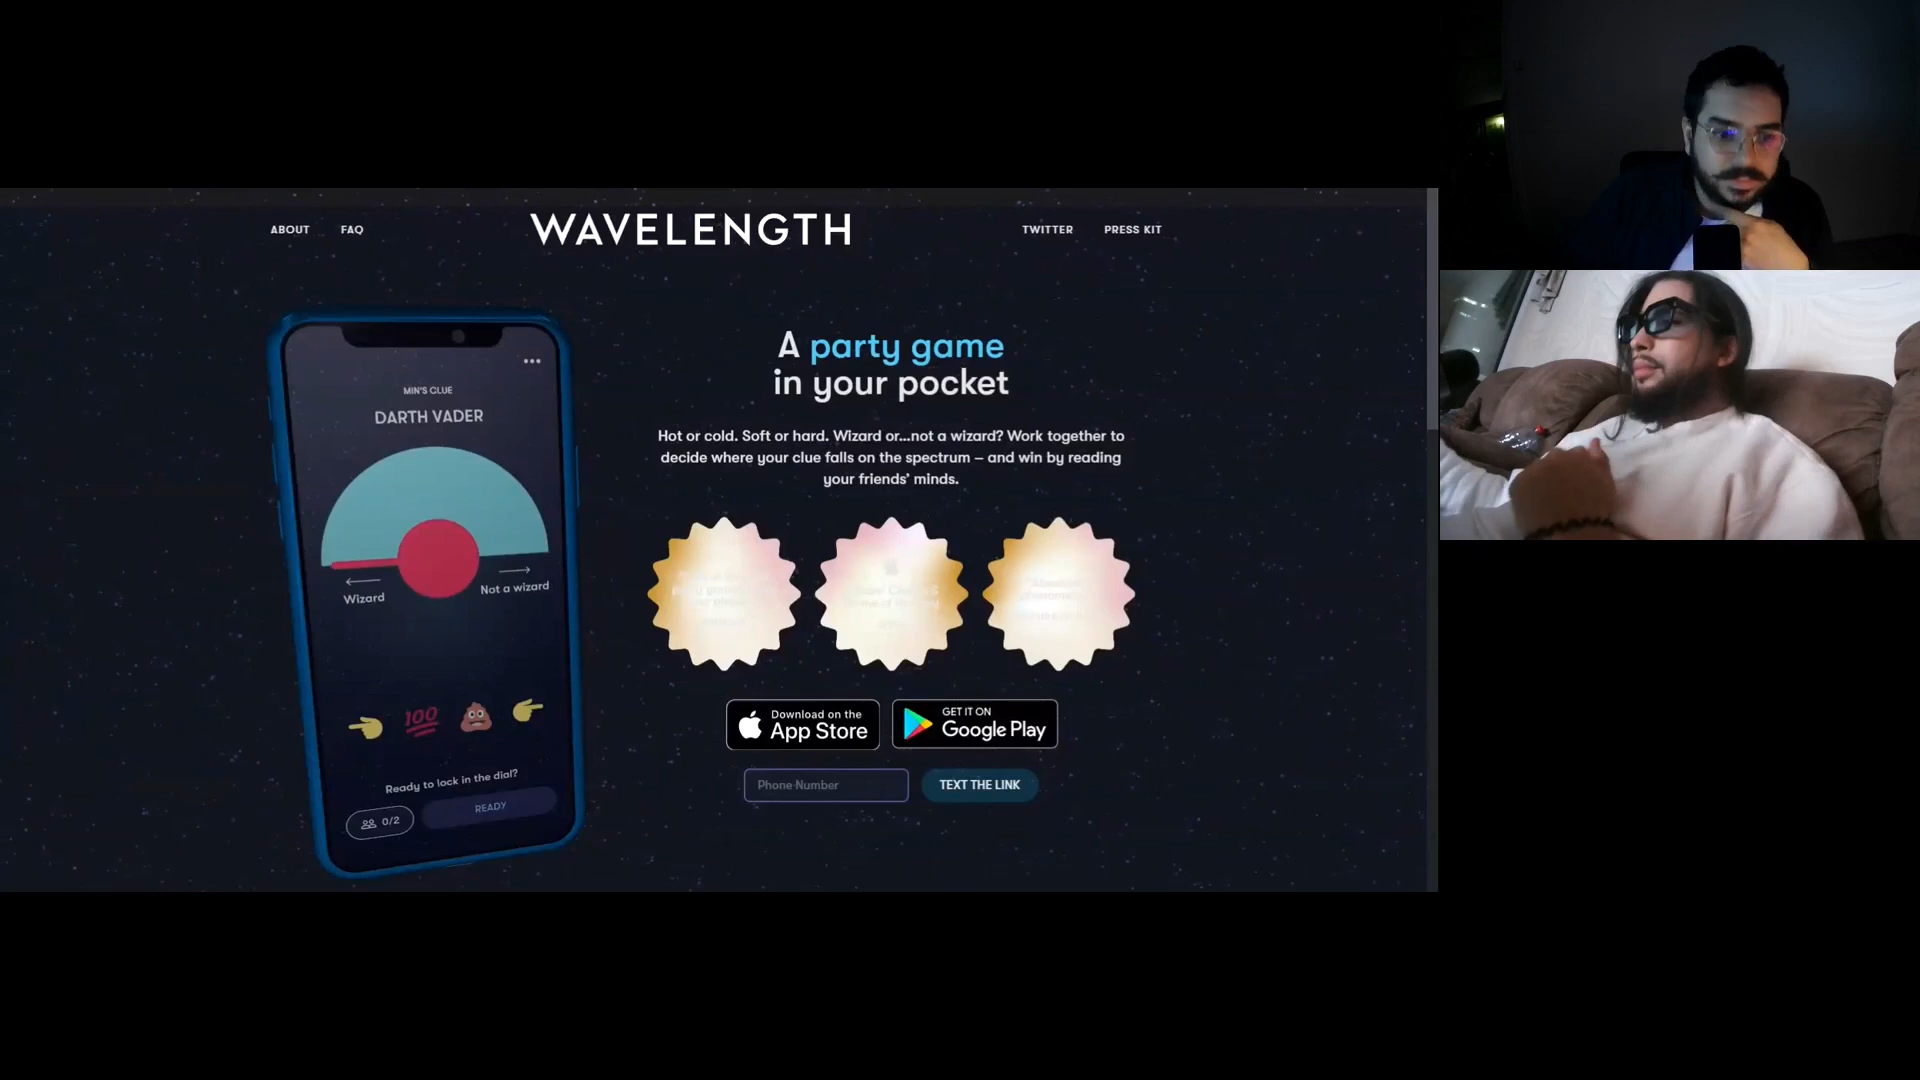 ABOUT
FAQ
WAVELENGTH
TWITTER
PRESS KIT
MIN'S CLUE
DARTH VADER
Wizard
Not a wizard
100
Ready to lock in the dial?
0/2
READY
A party game
in your pocket
Hot or cold. Soft or hard. Wizard or...not a wizard? Work together to
decide where your clue falls on the spectrum – and win by reading
your friends' minds.
Download on the
App Store
GET IT ON
Google Play
Phone Number
TEXT THE LINK